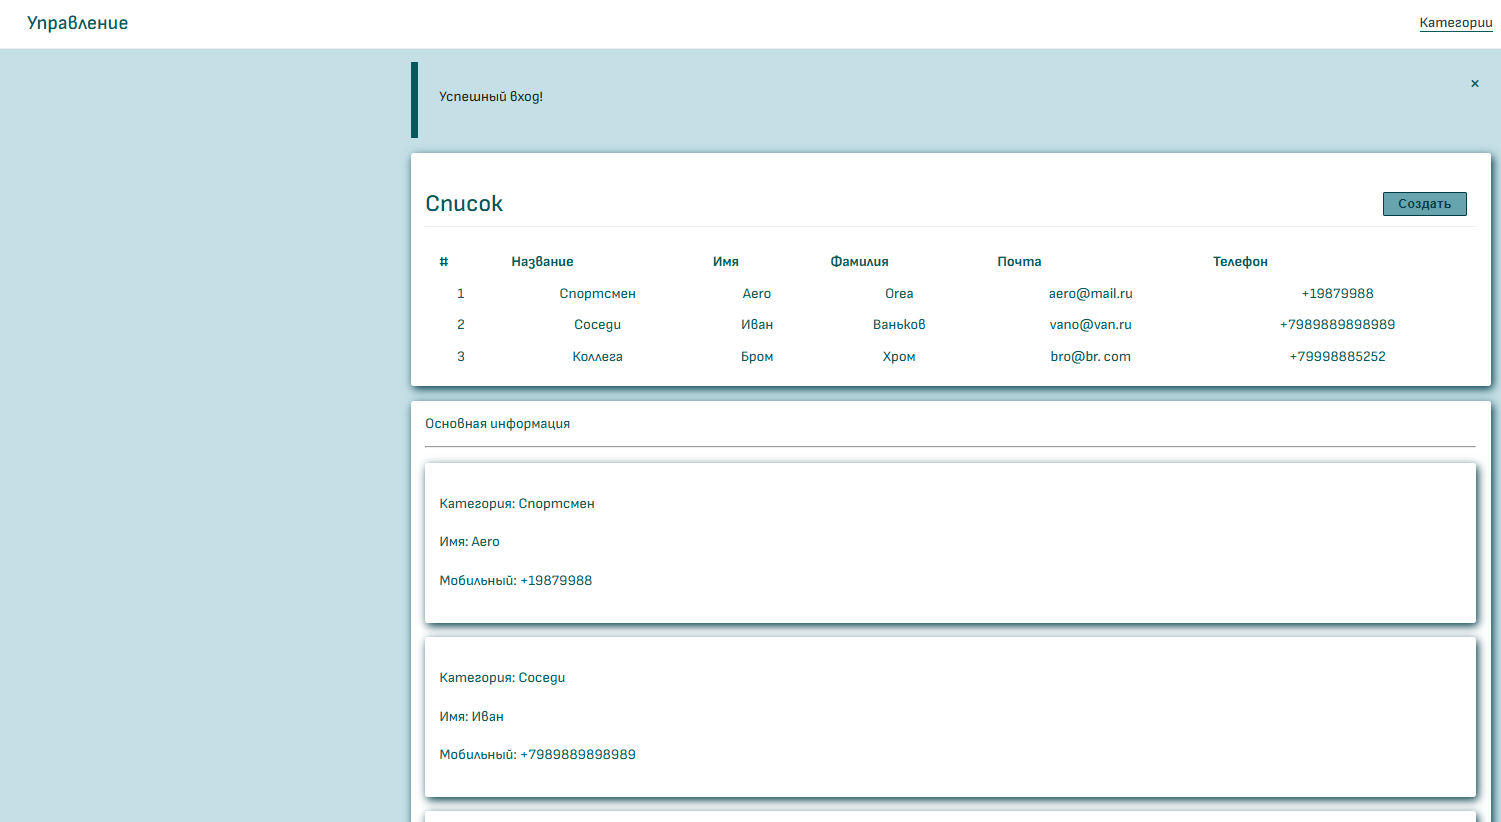 Управление
Категории
Успешный вход!
×
Список
Создать
# Название Имя Фамилия Почта Телефон
1 Спортсмен Aero Orea aero@mail.ru +19879988
2 Соседи Иван Ваньков vano@van.ru +7989889898989
3 Коллега Бром Хром bro@br. com +79998885252
Основная информация
Категория: Спортсмен
Имя: Aero
Мобильный: +19879988
Категория: Соседи
Имя: Иван
Мобильный: +7989889898989